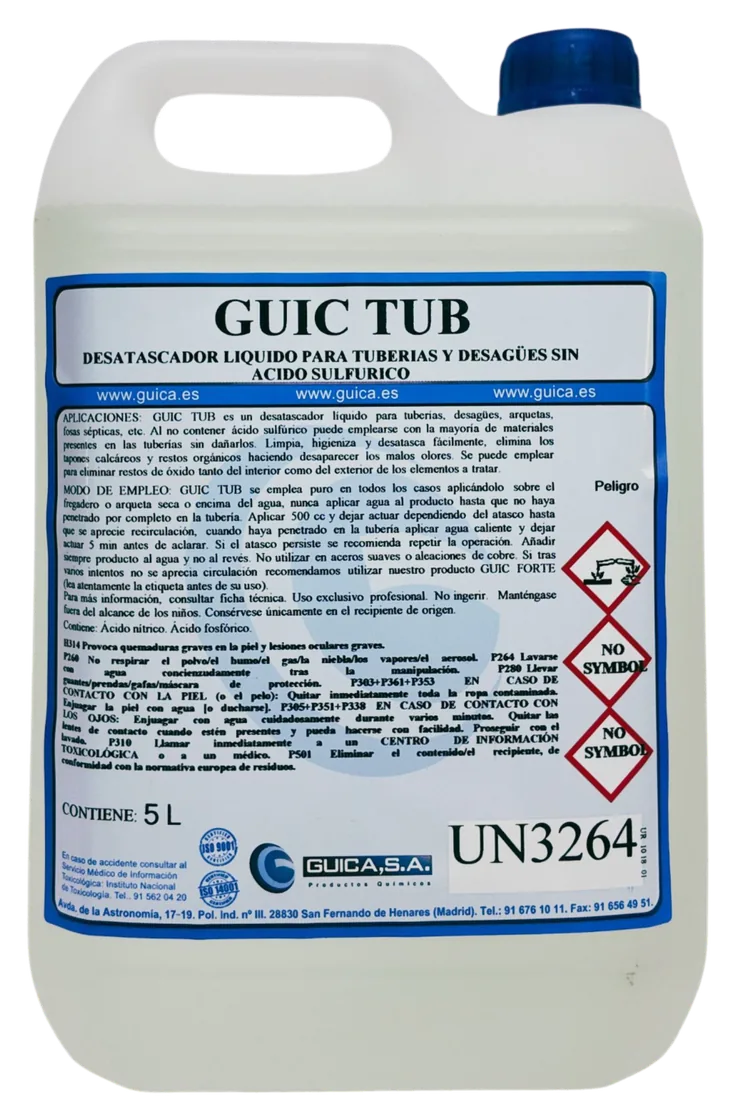 GUIC TUB
DESATASCADOR LIQUIDO PARA TUBERIAS Y DESAGÜES SIN
ACIDO SULFURICO
www.guica.es www.guica.es www.guica.es
APLICACIONES: GUIC TUB es un desatascador líquido para tuberias, desagües, arquetas,
fosas sépticas, etc. Al no contener ácido sulfúrico puede emplearse con la mayoría de materiales
presentes en las tuberías sin dañarlos. Limpia, higieniza y desatasca fácilmente, elimina los
tapones calcáreos y restos orgánicos haciendo desaparecer los malos olores. Se puede emplear
para eliminar restos de óxido tanto del interior como del exterior de los elementos a tratar.
MODO DE EMPLEO: GUIC TUB se emplea puro en todos los casos aplicándolo sobre el
fregadero o arqueta seca o encima del agua, nunca aplicar agua al producto hasta que no haya
penetrado por completo en la tubería. Aplicar 500 cc y dejar actuar dependiendo del atasco hasta
que se aprecie recirculación, cuando haya penetrado en la tubería aplicar agua caliente y dejar
actuar 5 min antes de aclarar. Si el atasco persiste se recomienda repetir la operación. Añadir
siempre producto al agua y no al revés. No utilizar en aceros suaves o aleaciones de cobre. Si tras
varios intentos no se aprecia circulación recomendamos utilizar nuestro producto GUIC FORTE
(lea atentamente la etiqueta antes de su uso).
Para más información, consultar ficha técnica. Uso exclusivo profesional. No ingerir. Manténgase
fuera del alcance de los niños. Consérvese únicamente en el recipiente de origen.
Contiene: Ácido nítrico. Ácido fosfórico.
H314 Provoca quemaduras graves en la piel y lesiones oculares graves.
P260 No respirar el polvo/el humo/el gas/la niebla/los vapores/el aerosol. P264 Lavarse
con agua concienzudamente tras la manipulación. P280 Llevar
guantes/prendas/gafas/máscara de protección. P303+P361+P353 EN CASO DE
CONTACTO CON LA PIEL (o el pelo): Quitar inmediatamente toda la ropa contaminada.
Enjuagar la piel con agua [o ducharse]. P305+P351+P338 EN CASO DE CONTACTO CON
LOS OJOS: Enjuagar con agua cuidadosamente durante varios minutos. Quitar las
lentes de contacto cuando estén presentes y pueda hacerse con facilidad. Proseguir con el
lavado. P310 Llamar inmediatamente a un CENTRO DE INFORMACIÓN
TOXICOLÓGICA o a un médico. P501 Eliminar el contenido/el recipiente, de
conformidad con la normativa europea de residuos.
Peligro
NO
SYMBOL
NO
SYMBOL
CONTIENE: 5 L
En caso de accidente consultar al
Servicio Médico de Información
Toxicológica: Instituto Nacional
de Toxicología. Tel.. 91 562 04 20
ISO 9001
ISO 14001
GUICA,S.A.
Productos Químicos
UN3264
UR 10 18 01
Avda. de la Astronomía, 17-19. Pol. Ind. nº III. 28830 San Fernando de Henares (Madrid). Tel.: 91 676 10 11. Fax: 91 656 49 51.